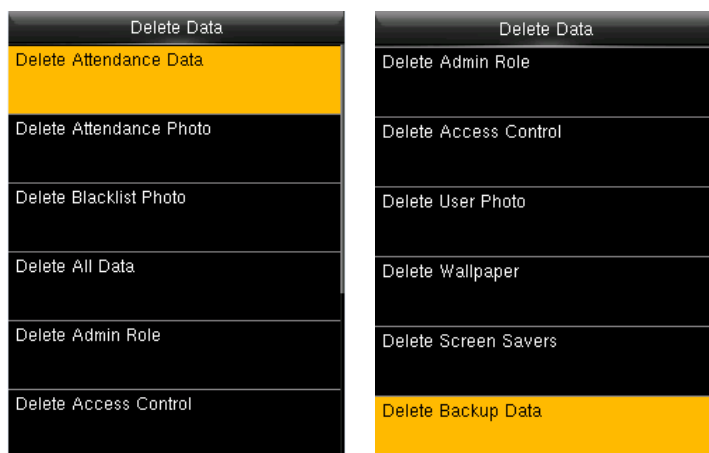 Delete Data
Delete Attendance Data
Delete Attendance Photo
Delete Blacklist Photo
Delete All Data
Delete Admin Role
Delete Access Control
Delete Data
Delete Admin Role
Delete Access Control
Delete User Photo
Delete Wallpaper
Delete Screen Savers
Delete Backup Data